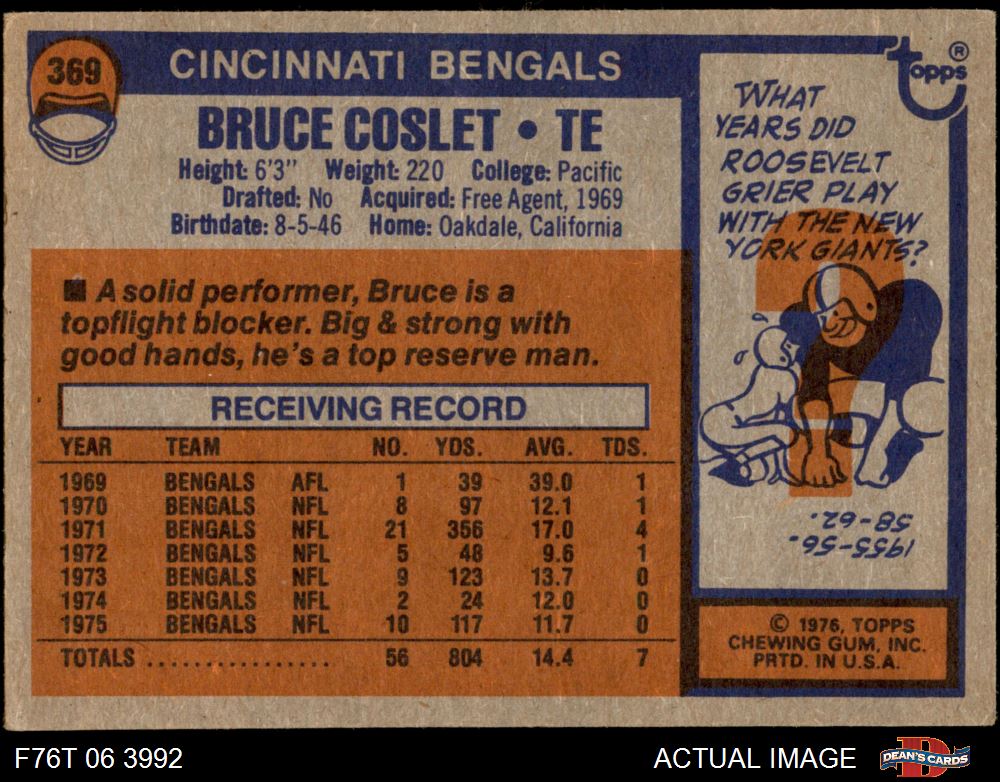 369
CINCINNATI BENGALS
BRUCE COSLET • TE
Height: 6'3" Weight: 220 College: Pacific
Drafted: No Acquired: Free Agent, 1969
Birthdate: 8-5-46 Home: Oakdale, California
■ A solid performer, Bruce is a
topflight blocker. Big & strong with
good hands, he's a top reserve man.
RECEIVING RECORD
YEAR TEAM NO. YDS. AVG. TDS.
1969 BENGALS AFL 1 39 39.0 1
1970 BENGALS NFL 8 97 12.1 1
1971 BENGALS NFL 21 356 17.0 4
1972 BENGALS NFL 5 48 9.6 1
1973 BENGALS NFL 9 123 13.7 0
1974 BENGALS NFL 2 24 12.0 0
1975 BENGALS NFL 10 117 11.7 0
TOTALS ................. 56 804 14.4 7
Topps ®
WHAT
YEARS DID
ROOSEVELT
GRIER PLAY
WITH THE NEW
YORK GIANTS?
?
1955-56.
58-62.
© 1976, TOPPS
CHEWING GUM, INC.
PRTD. IN U.S.A.
F76T 06 3992
ACTUAL IMAGE
DEAN'S CARDS